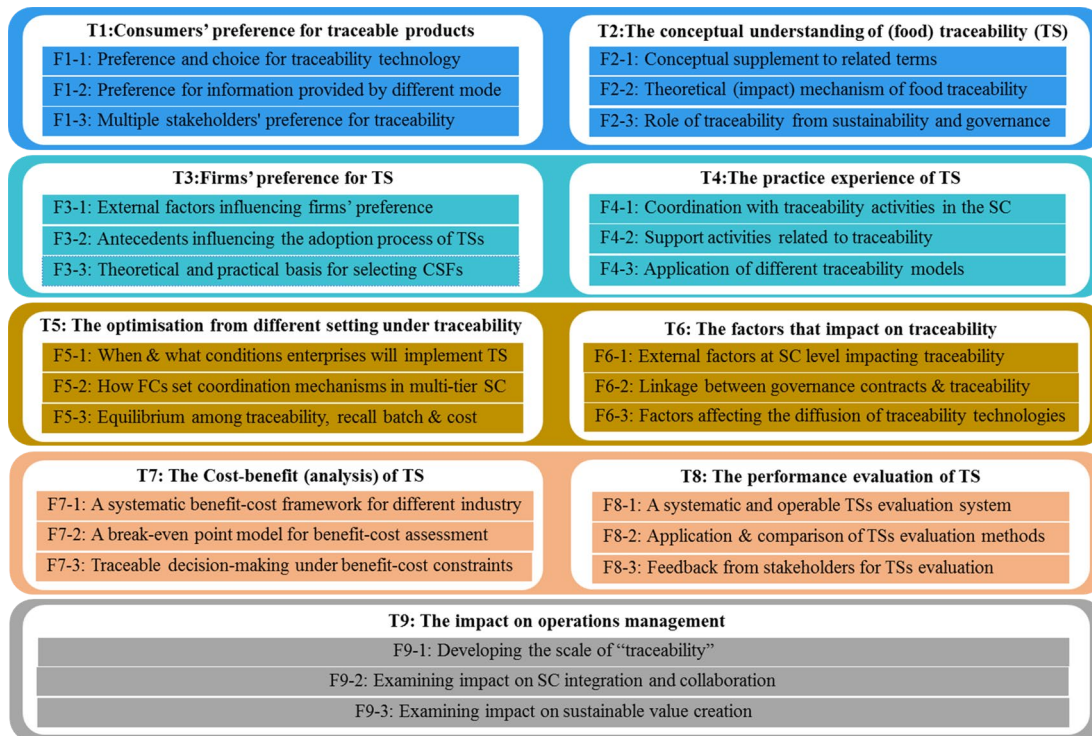 T1:Consumers' preference for traceable products
F1-1: Preference and choice for traceability technology
F1-2: Preference for information provided by different mode
F1-3: Multiple stakeholders' preference for traceability
T2:The conceptual understanding of (food) traceability (TS)
F2-1: Conceptual supplement to related terms
F2-2: Theoretical (impact) mechanism of food traceability
F2-3: Role of traceability from sustainability and governance
T3:Firms' preference for TS
F3-1: External factors influencing firms' preference
F3-2: Antecedents influencing the adoption process of TSs
F3-3: Theoretical and practical basis for selecting CSFs
T4:The practice experience of TS
F4-1: Coordination with traceability activities in the SC
F4-2: Support activities related to traceability
F4-3: Application of different traceability models
T5: The optimisation from different setting under traceability
F5-1: When & what conditions enterprises will implement TS
F5-2: How FCs set coordination mechanisms in multi-tier SC
F5-3: Equilibrium among traceability, recall batch & cost
T6: The factors that impact on traceability
F6-1: External factors at SC level impacting traceability
F6-2: Linkage between governance contracts & traceability
F6-3: Factors affecting the diffusion of traceability technologies
T7: The Cost-benefit (analysis) of TS
F7-1: A systematic benefit-cost framework for different industry
F7-2: A break-even point model for benefit-cost assessment
F7-3: Traceable decision-making under benefit-cost constraints
T8: The performance evaluation of TS
F8-1: A systematic and operable TSs evaluation system
F8-2: Application & comparison of TSs evaluation methods
F8-3: Feedback from stakeholders for TSs evaluation
T9: The impact on operations management
F9-1: Developing the scale of “traceability”
F9-2: Examining impact on SC integration and collaboration
F9-3: Examining impact on sustainable value creation